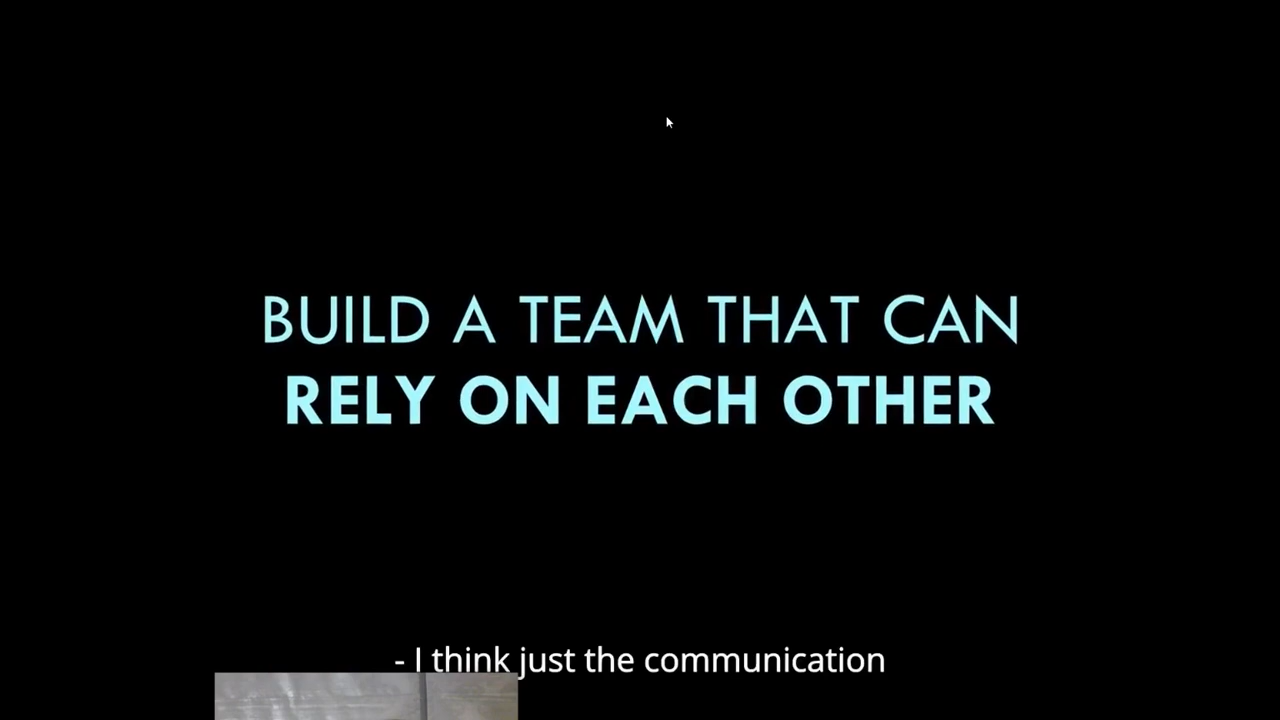 BUILD A TEAM THAT CAN
RELY ON EACH OTHER
- I think just the communication